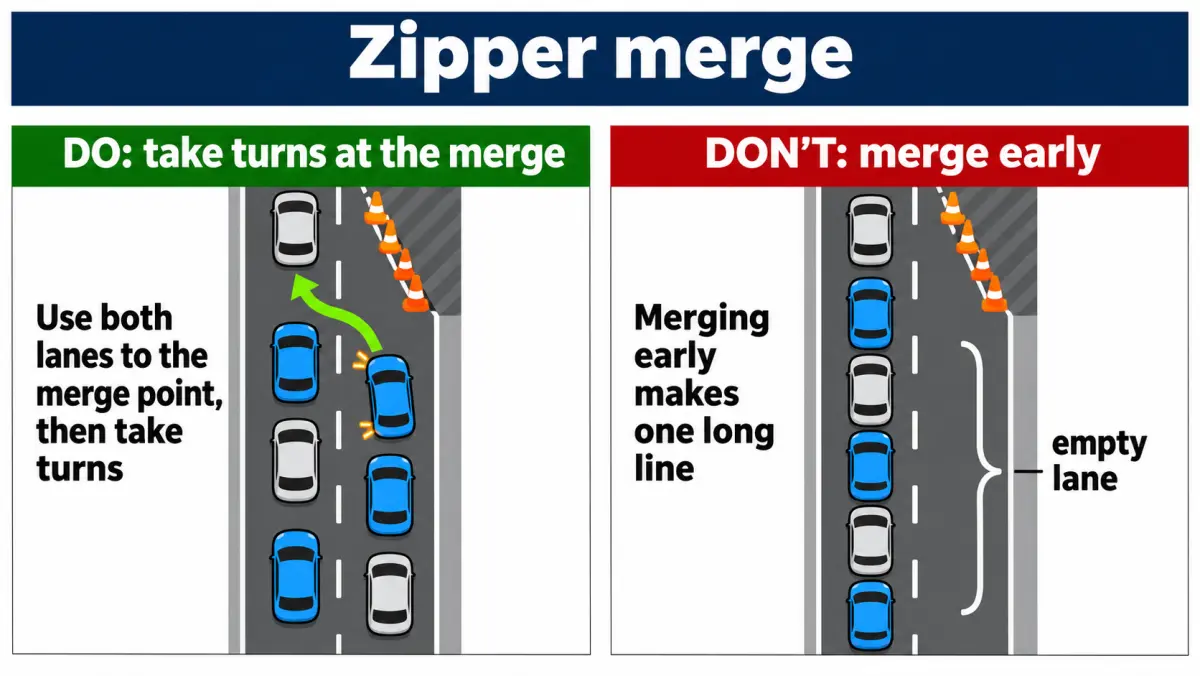 Zipper merge
DO: take turns at the merge
Use both
lanes to the
merge point,
then take
turns
DON’T: merge early
Merging
early
makes
one long
line
empty
lane